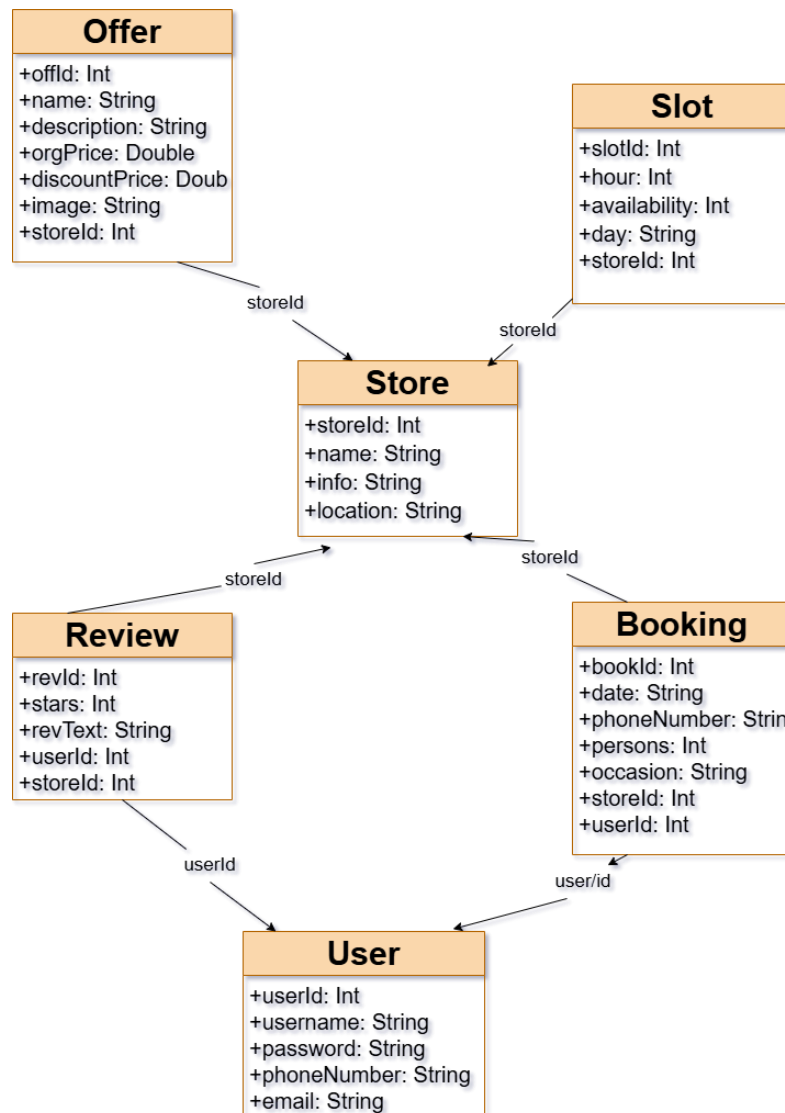 Offer
+offId: Int
+name: String
+description: String
+orgPrice: Double
+discountPrice: Doub
+image: String
+storeId: Int
Slot
+slotId: Int
+hour: Int
+availability: Int
+day: String
+storeId: Int
storeId
storeId
Store
+storeId: Int
+name: String
+info: String
+location: String
storeId
storeId
Review
+revId: Int
+stars: Int
+revText: String
+userId: Int
+storeId: Int
Booking
+bookId: Int
+date: String
+phoneNumber: Strin
+persons: Int
+occasion: String
+storeId: Int
+userId: Int
userId
user/id
User
+userId: Int
+username: String
+password: String
+phoneNumber: String
+email: String